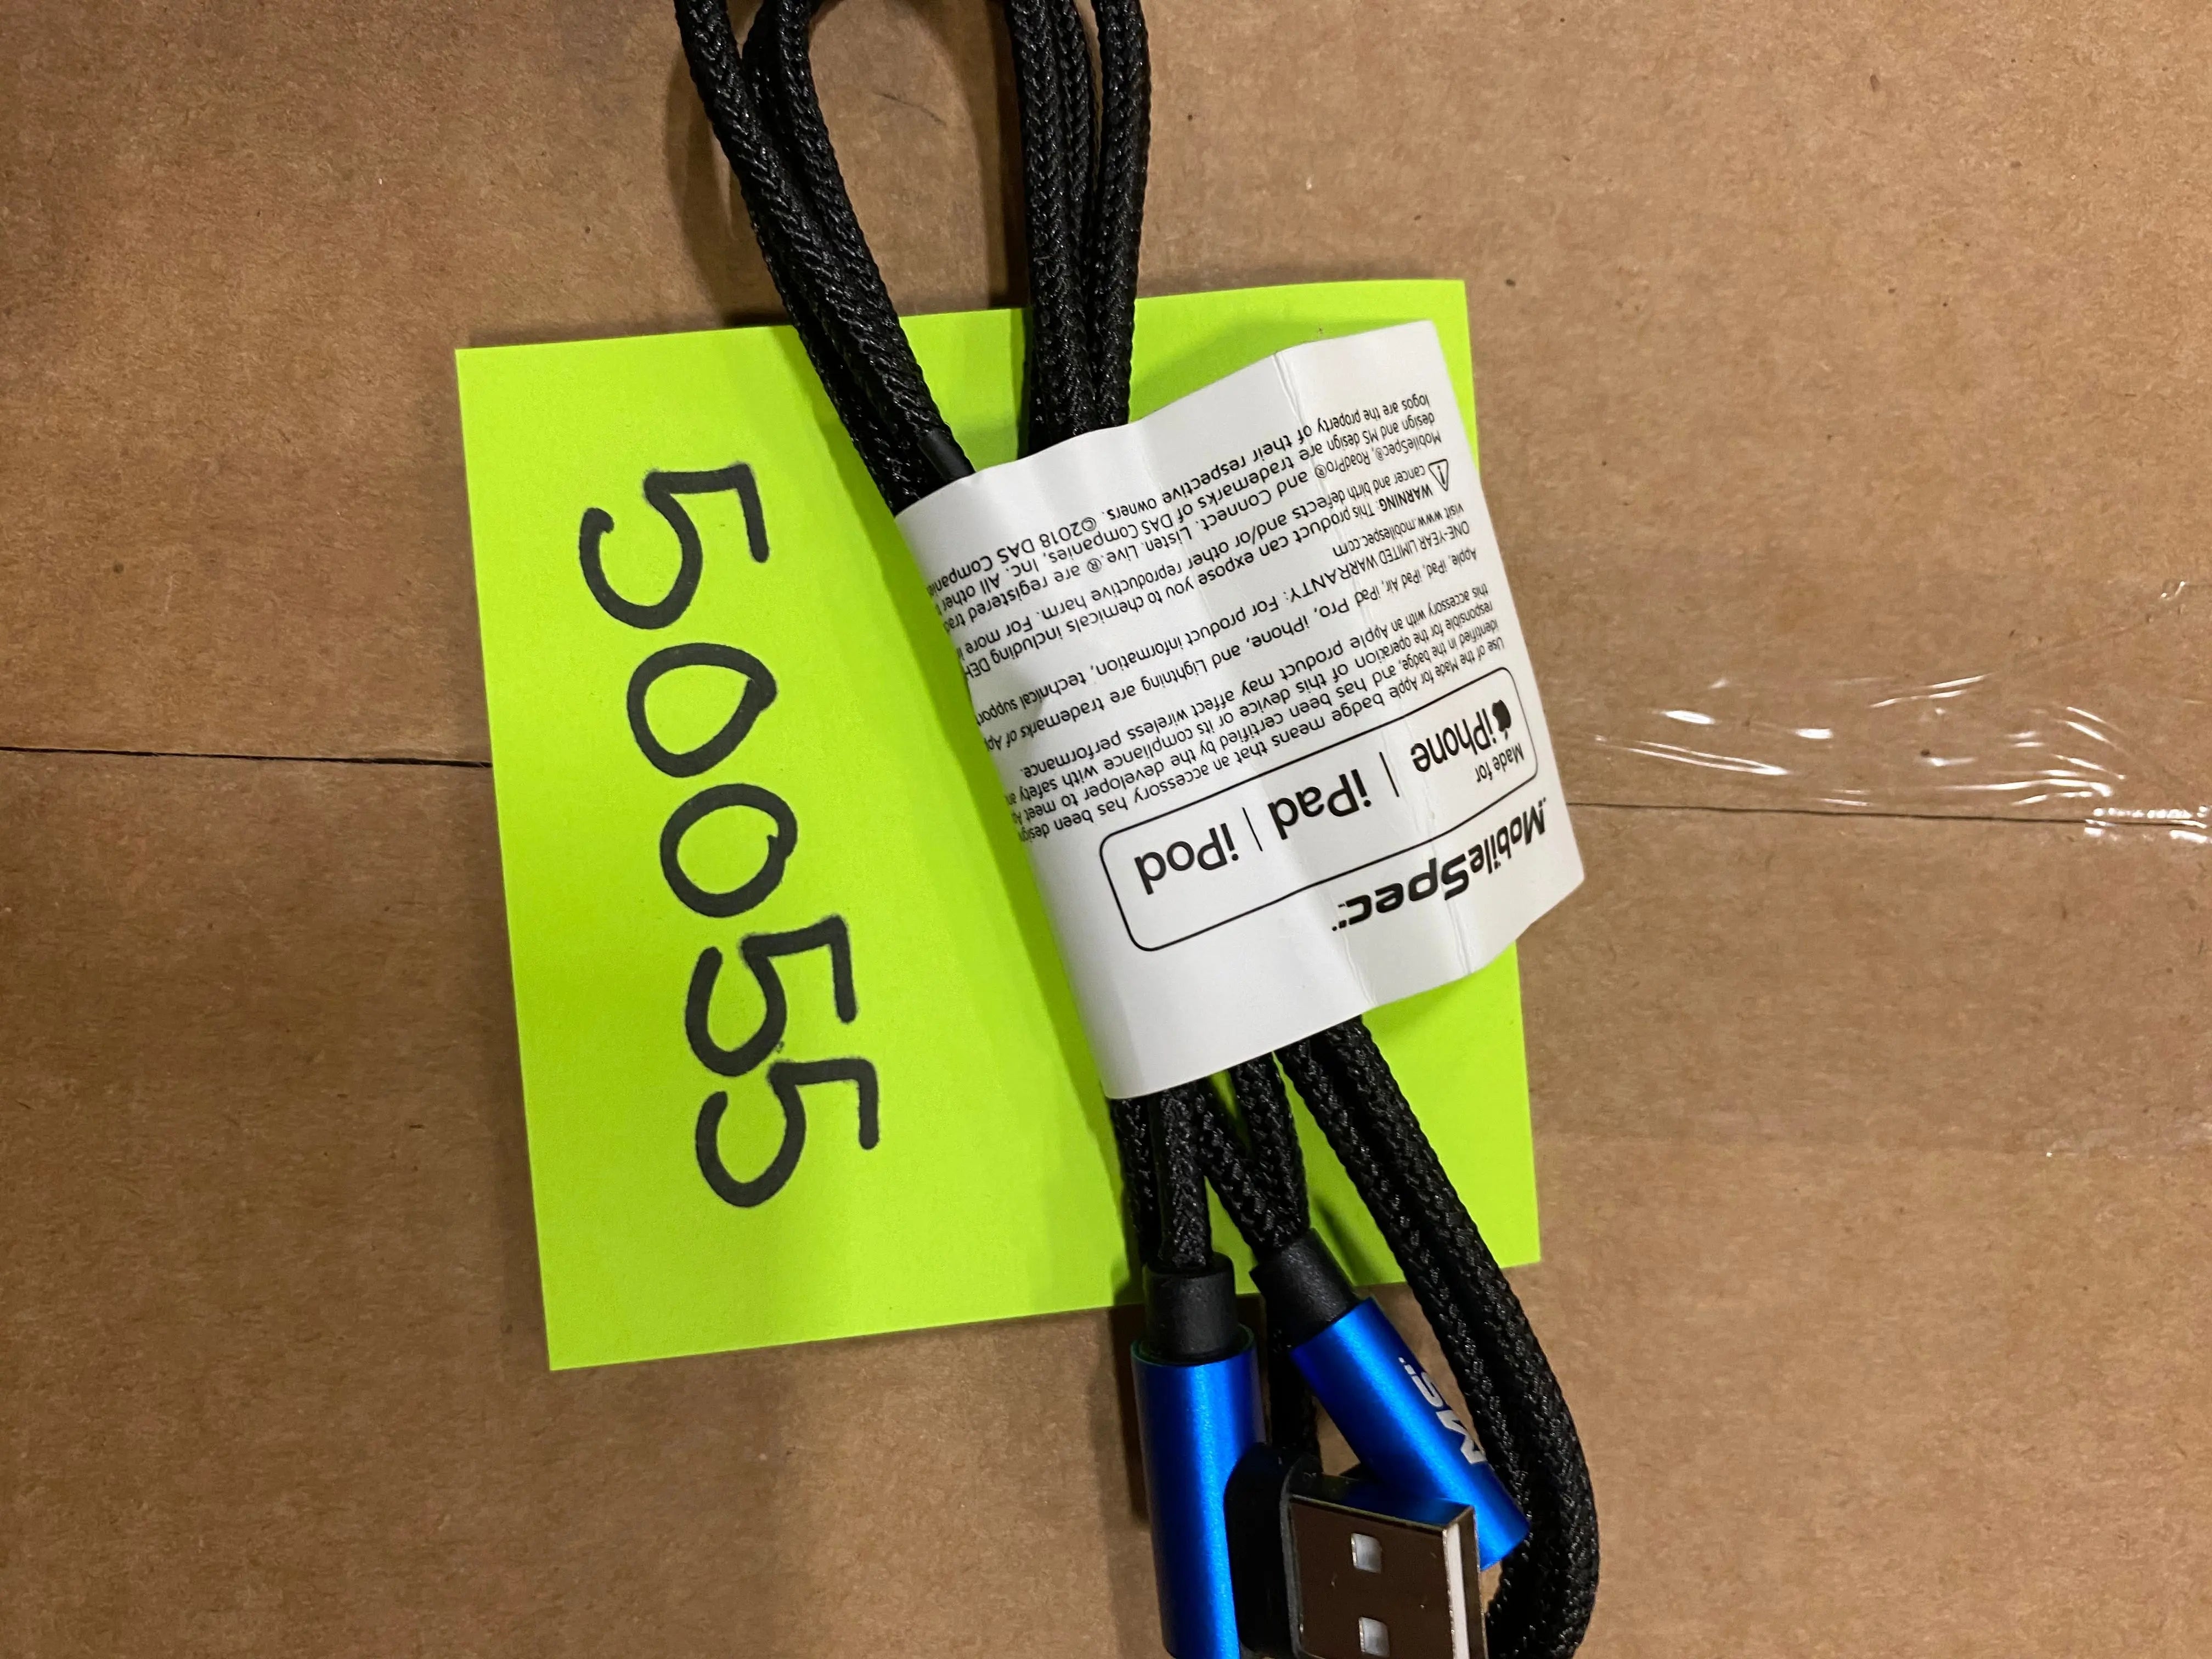 50055
MobileSpec
Made for
iPhone | iPad | iPod
Use of the Made for Apple badge means that an accessory has been desig
identified in the badge, and has been certified by the developer to meet Ap
responsible for the operation of this device or its compliance with safety an
this accessory with an Apple product may affect wireless performance.
Apple, iPad, iPad Air, iPad Pro, iPhone, and Lightning are trademarks of App
ONE-YEAR LIMITED WARRANTY: For product information, technical support
visit www.mobilespec.com
WARNING: This product can expose you to chemicals including DEH
cancer and birth defects and/or other reproductive harm. For more i
MobileSpec®, RoadPro® and Connect. Listen. Live.® are registered trad
design and MS design are trademarks of DAS Companies, Inc. All other
logos are the property of their respective owners. ©2018 DAS Companie
MS